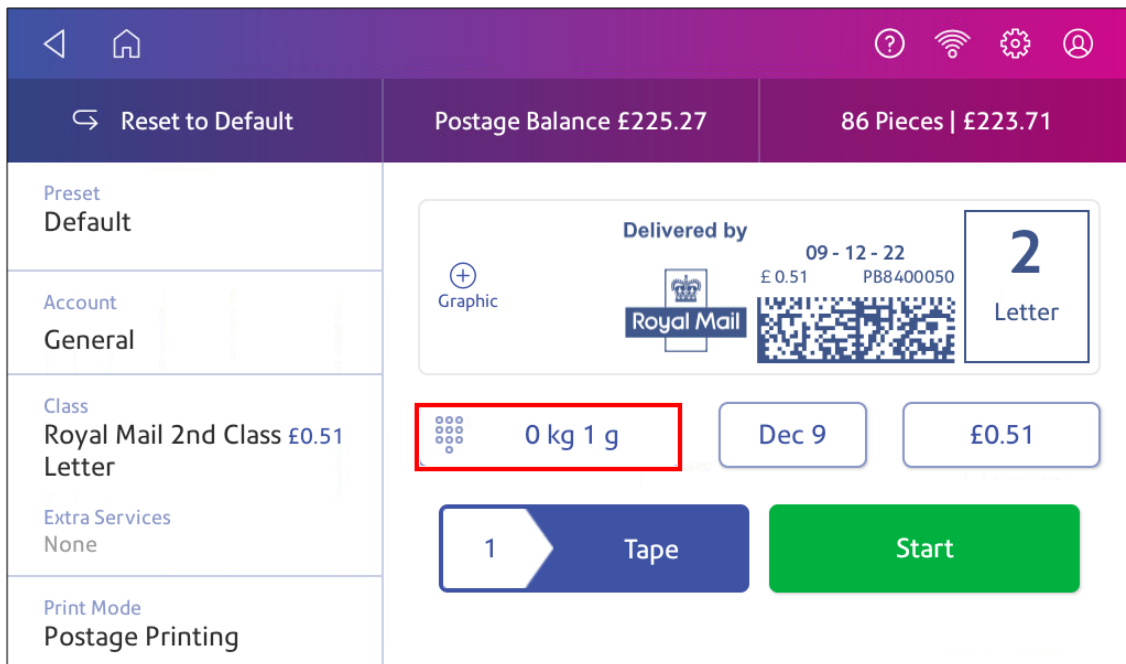 Reset to Default
Postage Balance £225.27
86 Pieces | £223.71
Preset
Default
Account
General
Class
Royal Mail 2nd Class £0.51
Letter
Extra Services
None
Print Mode
Postage Printing
Graphic
Delivered by
Royal Mail
09 - 12 - 22
£ 0.51 PB8400050
2
Letter
0 kg 1 g
Dec 9
£0.51
1 Tape
Start